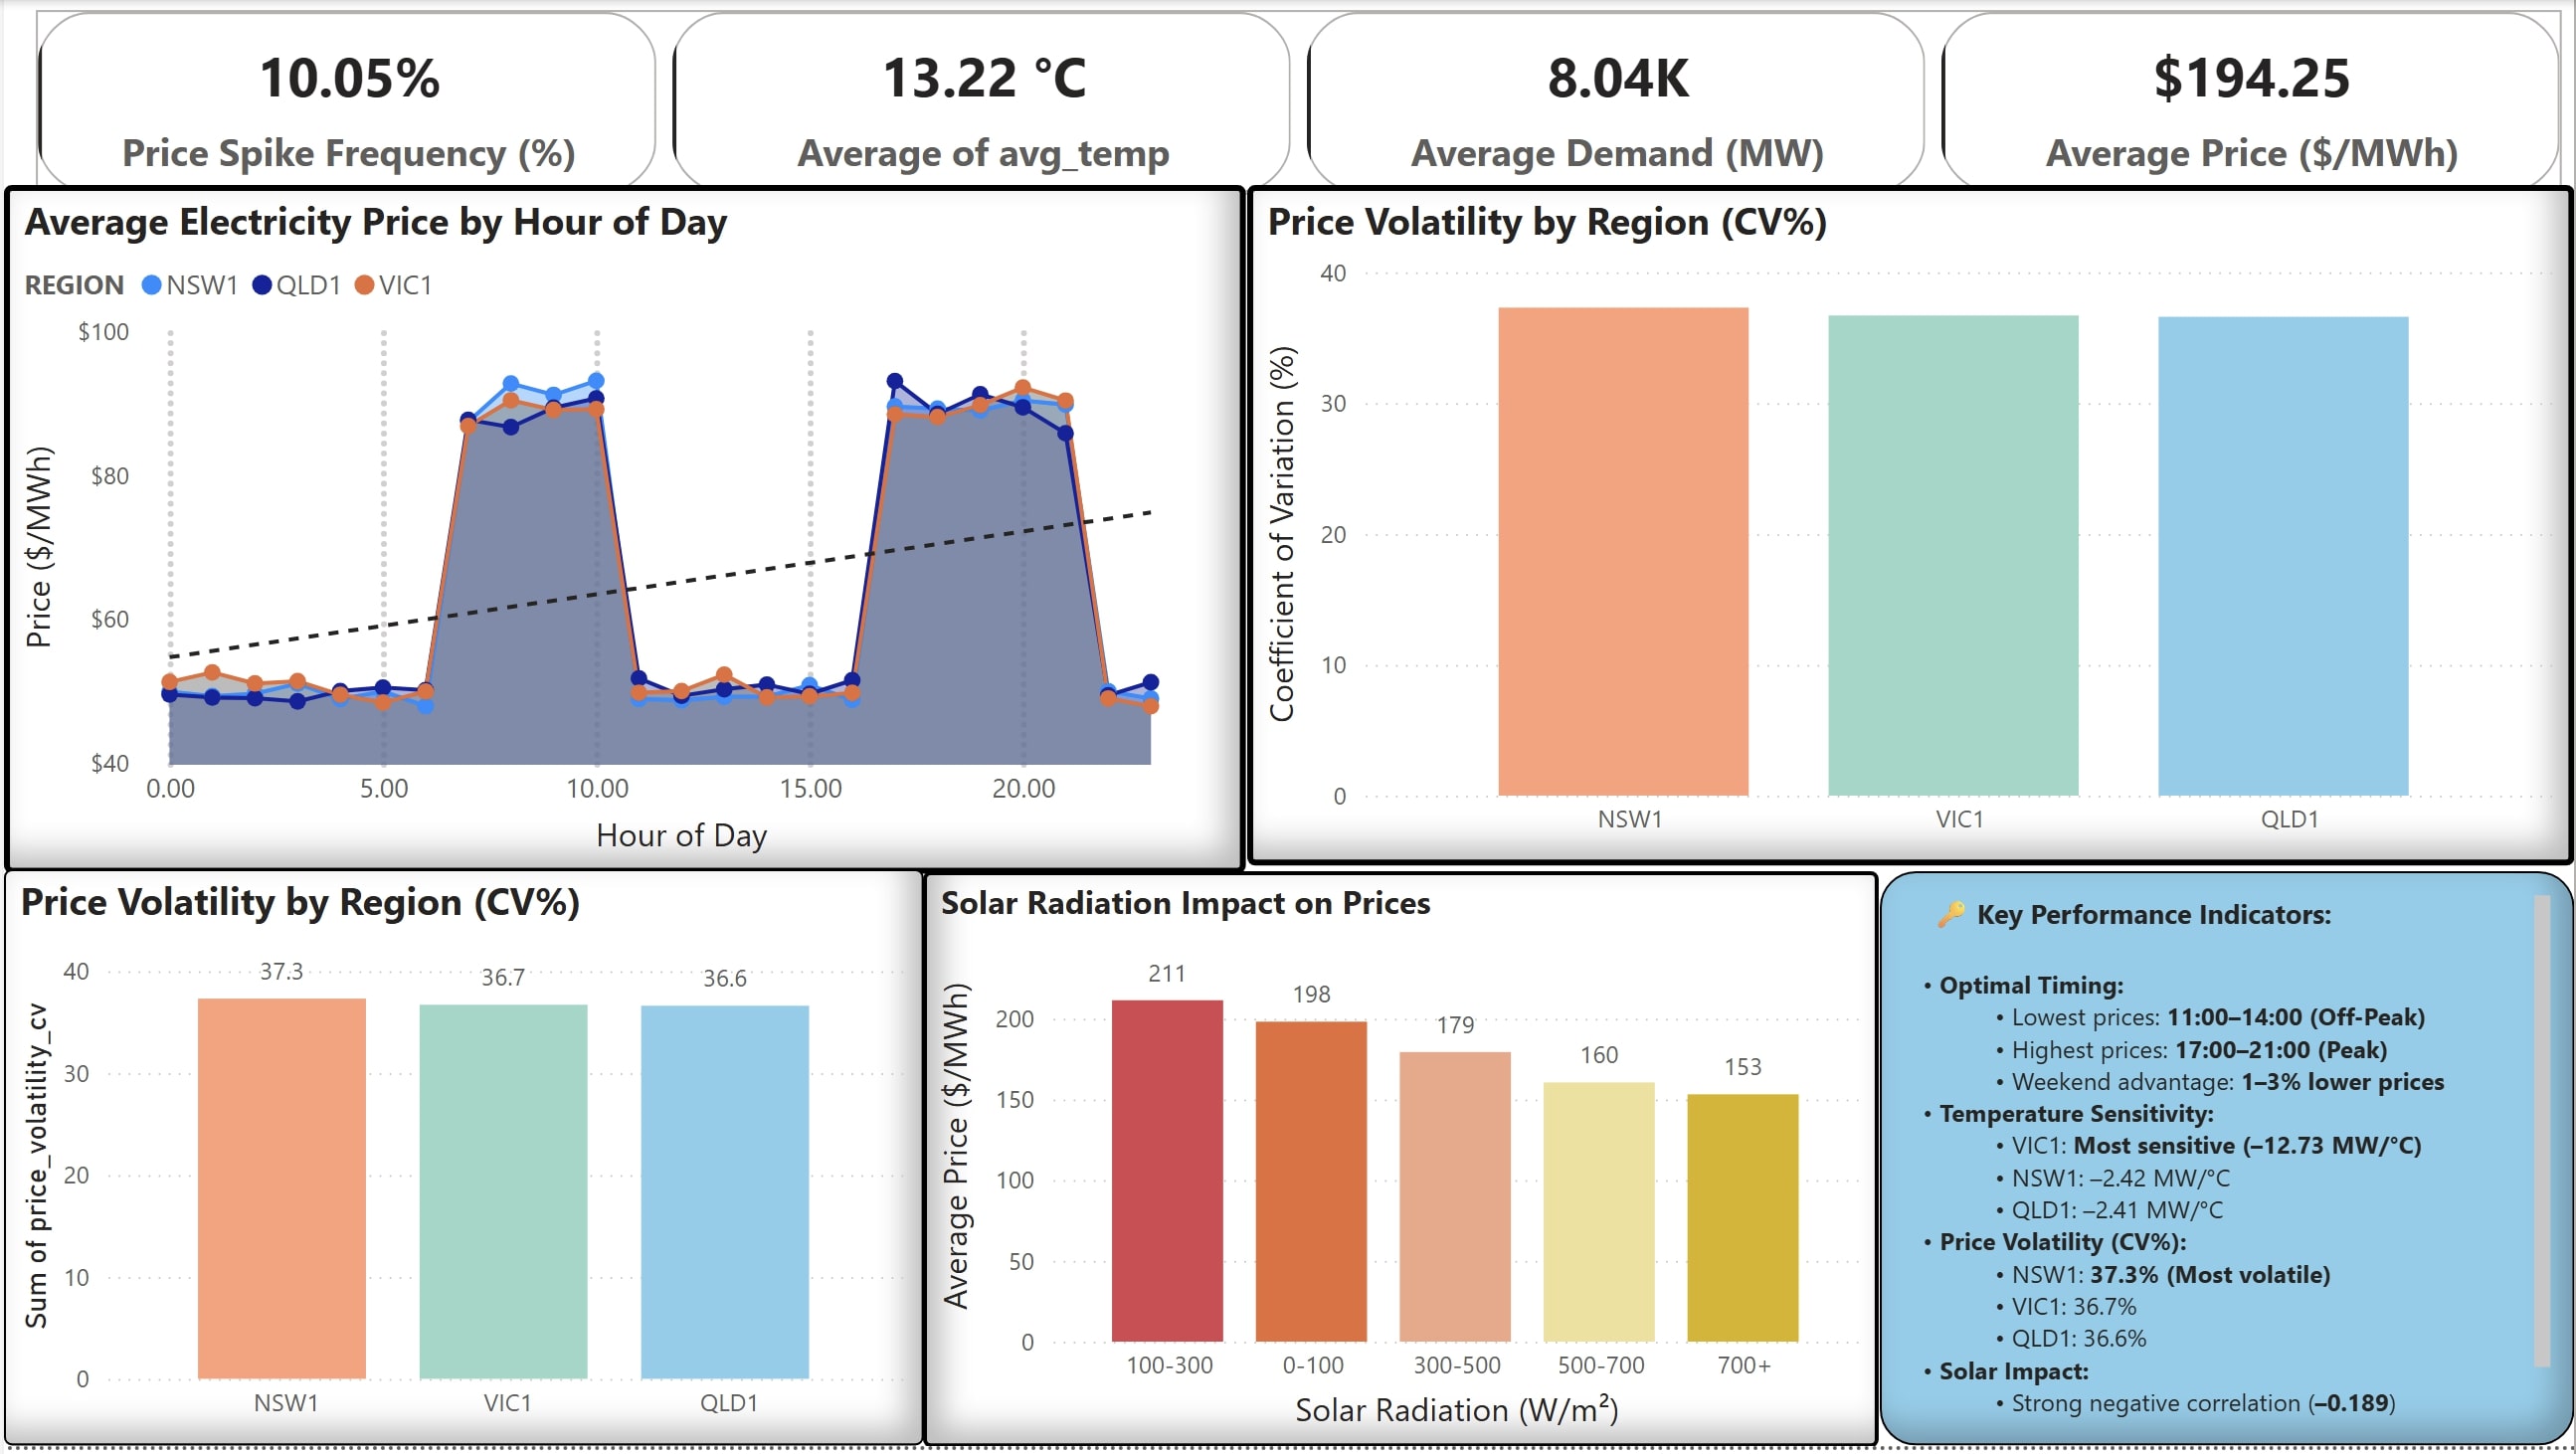 10.05%
Price Spike Frequency (%)
13.22 °C
Average of avg_temp
8.04K
Average Demand (MW)
$194.25
Average Price ($/MWh)
Average Electricity Price by Hour of Day
REGION NSW1 QLD1 VIC1
Price ($/MWh)
$100
$80
$60
$40
0.00 5.00 10.00 15.00 20.00
Hour of Day
Price Volatility by Region (CV%)
Coefficient of Variation (%)
40
30
20
10
0
NSW1 VIC1 QLD1
Price Volatility by Region (CV%)
Sum of price_volatility_cv
40
30
20
10
0
37.3 36.7 36.6
NSW1 VIC1 QLD1
Solar Radiation Impact on Prices
Average Price ($/MWh)
200
150
100
50
0
211 198 179 160 153
100-300 0-100 300-500 500-700 700+
Solar Radiation (W/m²)
🔑 Key Performance Indicators:
• Optimal Timing:
• Lowest prices: 11:00–14:00 (Off-Peak)
• Highest prices: 17:00–21:00 (Peak)
• Weekend advantage: 1–3% lower prices
• Temperature Sensitivity:
• VIC1: Most sensitive (–12.73 MW/°C)
• NSW1: –2.42 MW/°C
• QLD1: –2.41 MW/°C
• Price Volatility (CV%):
• NSW1: 37.3% (Most volatile)
• VIC1: 36.7%
• QLD1: 36.6%
• Solar Impact:
• Strong negative correlation (–0.189)